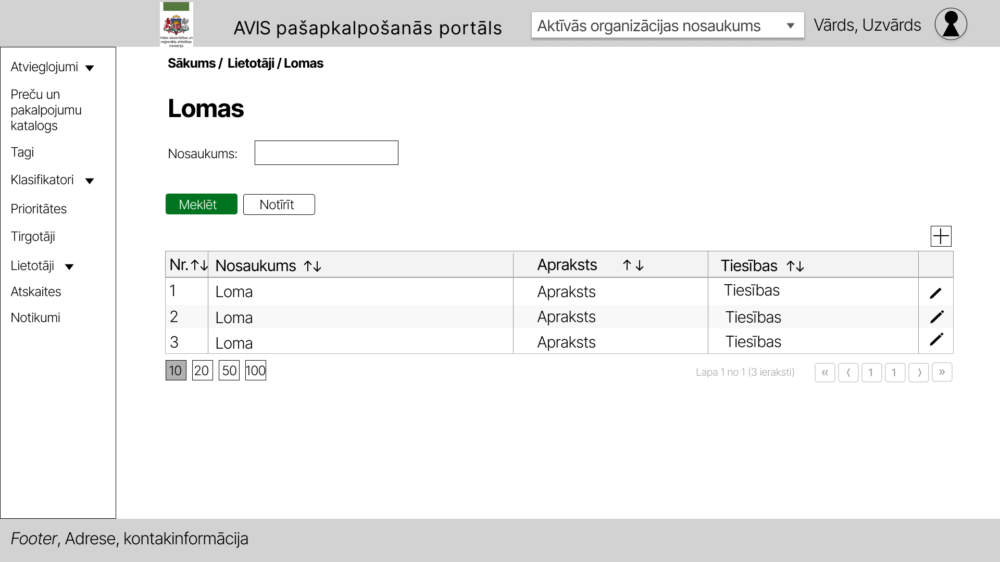 Vides aizsardzības un
reģionālās attīstības
ministrija
AVIS pašapkalpošanās portāls
Aktīvās organizācijas nosaukums
Vārds, Uzvārds
Atvieglojumi
Preču un
pakalpojumu
katalogs
Tagi
Klasifikatori
Prioritātes
Tirgotāji
Lietotāji
Atskaites
Notikumi
Sākums / Lietotāji / Lomas
Lomas
Nosaukums:
Meklēt Notīrīt
Nr. Nosaukums Apraksts Tiesības
1 Loma Apraksts Tiesības
2 Loma Apraksts Tiesības
3 Loma Apraksts Tiesības
10 20 50 100
Lapa 1 no 1 (3 ieraksti) « ⟨ 1 1 ⟩ »
Footer, Adrese, kontakinformācija